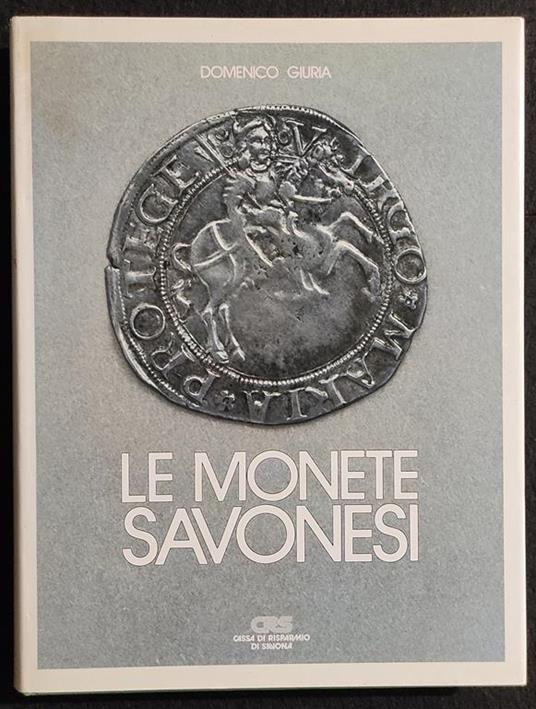 DOMENICO GIURIA
VIRGO * MARIA * PROTEGE
LE MONETE
SAVONESI
CRS
CASSA DI RISPARMIO
DI SAVONA